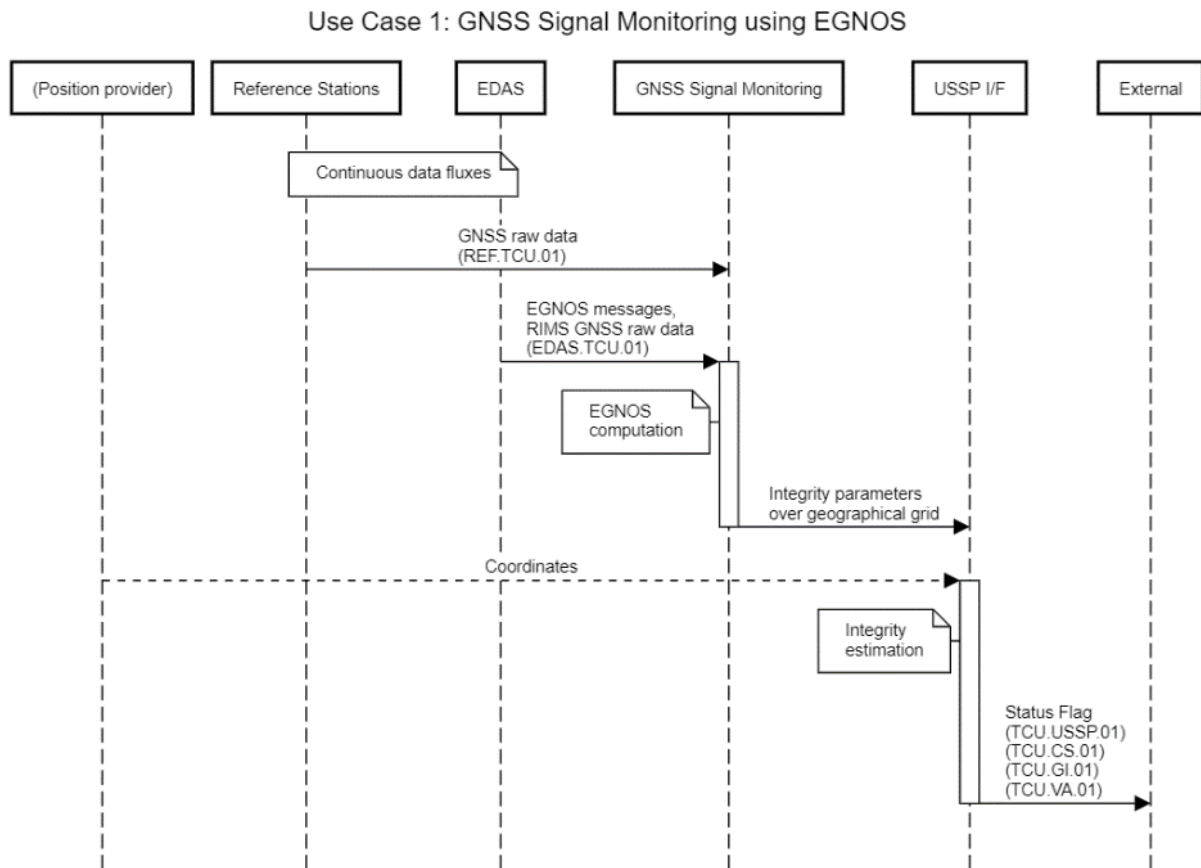 Use Case 1: GNSS Signal Monitoring using EGNOS
(Position provider)
Reference Stations
EDAS
GNSS Signal Monitoring
USSP I/F
External
Continuous data fluxes
GNSS raw data
(REF.TCU.01)
EGNOS messages,
RIMS GNSS raw data
(EDAS.TCU.01)
EGNOS
computation
Integrity parameters
over geographical grid
Coordinates
Integrity
estimation
Status Flag
(TCU.USSP.01)
(TCU.CS.01)
(TCU.GI.01)
(TCU.VA.01)